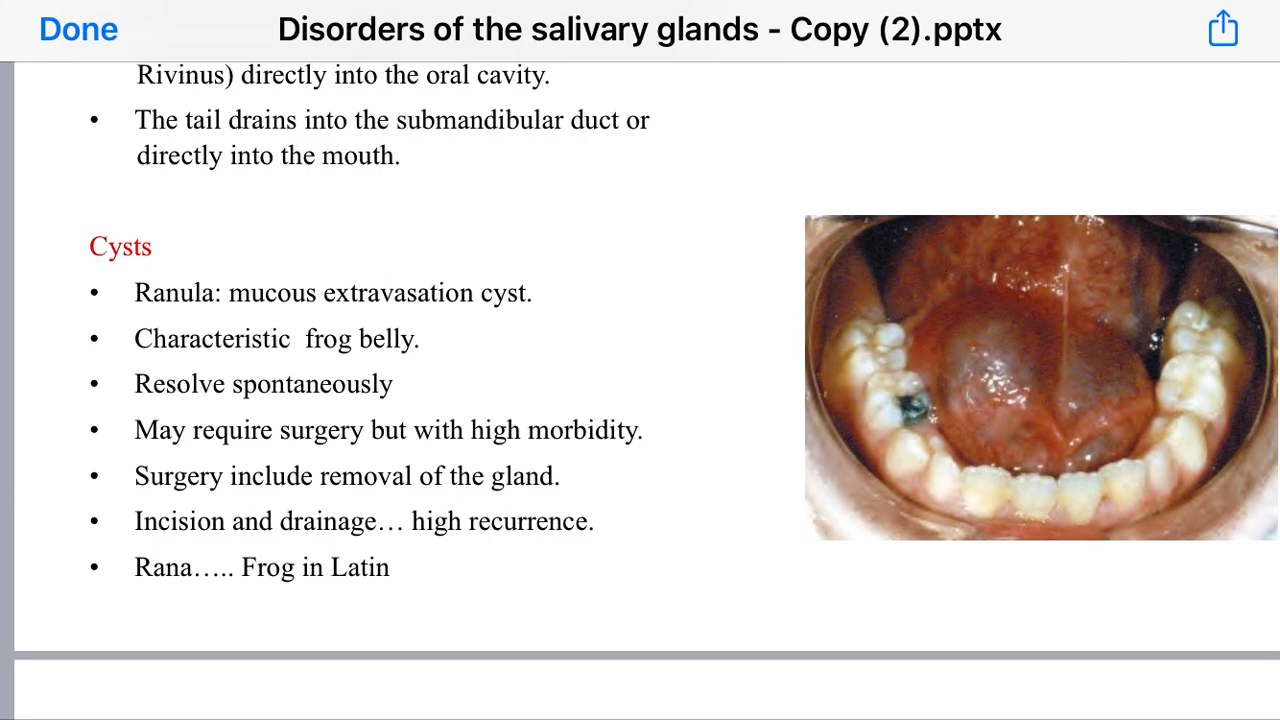 Done
Disorders of the salivary glands - Copy (2).pptx
Rivinus) directly into the oral cavity.
• The tail drains into the submandibular duct or
directly into the mouth.
Cysts
• Ranula: mucous extravasation cyst.
• Characteristic  frog belly.
• Resolve spontaneously
• May require surgery but with high morbidity.
• Surgery include removal of the gland.
• Incision and drainage… high recurrence.
• Rana….. Frog in Latin